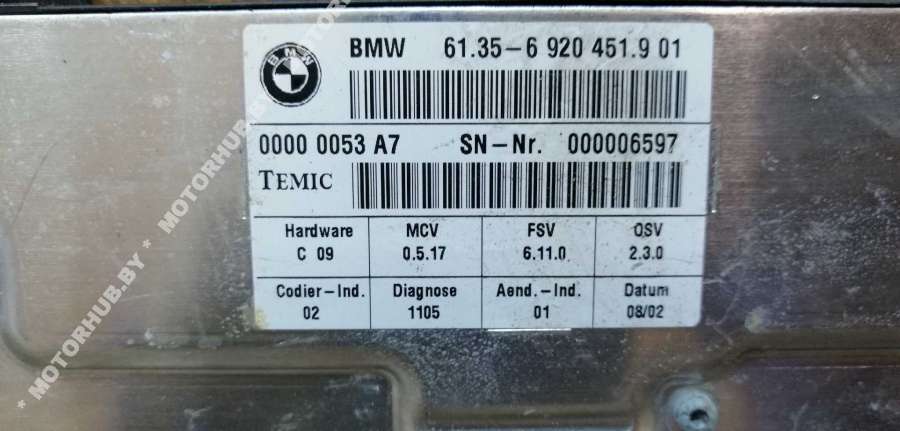 BMW 61.35-6 920 451.9 01
BMW
0000 0053 A7 SN-Nr. 000006597
TEMIC
Hardware MCV FSV OSV
C 09 0.5.17 6.11.0 2.3.0
Codier-Ind. Diagnose Aend.-Ind. Datum
02 1105 01 08/02
* MOTORHUB.BY * MOTORHUB.BY *